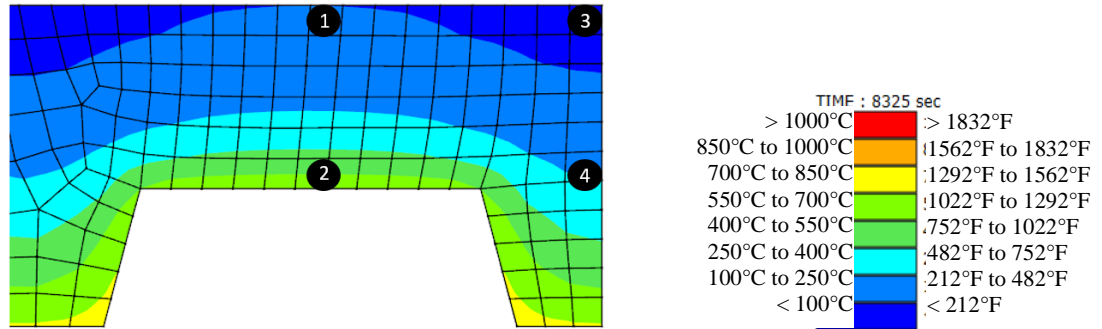 1
3
2
4
TIME : 8325 sec
> 1000°C > 1832°F
850°C to 1000°C 1562°F to 1832°F
700°C to 850°C 1292°F to 1562°F
550°C to 700°C 1022°F to 1292°F
400°C to 550°C 752°F to 1022°F
250°C to 400°C 482°F to 752°F
100°C to 250°C 212°F to 482°F
< 100°C < 212°F